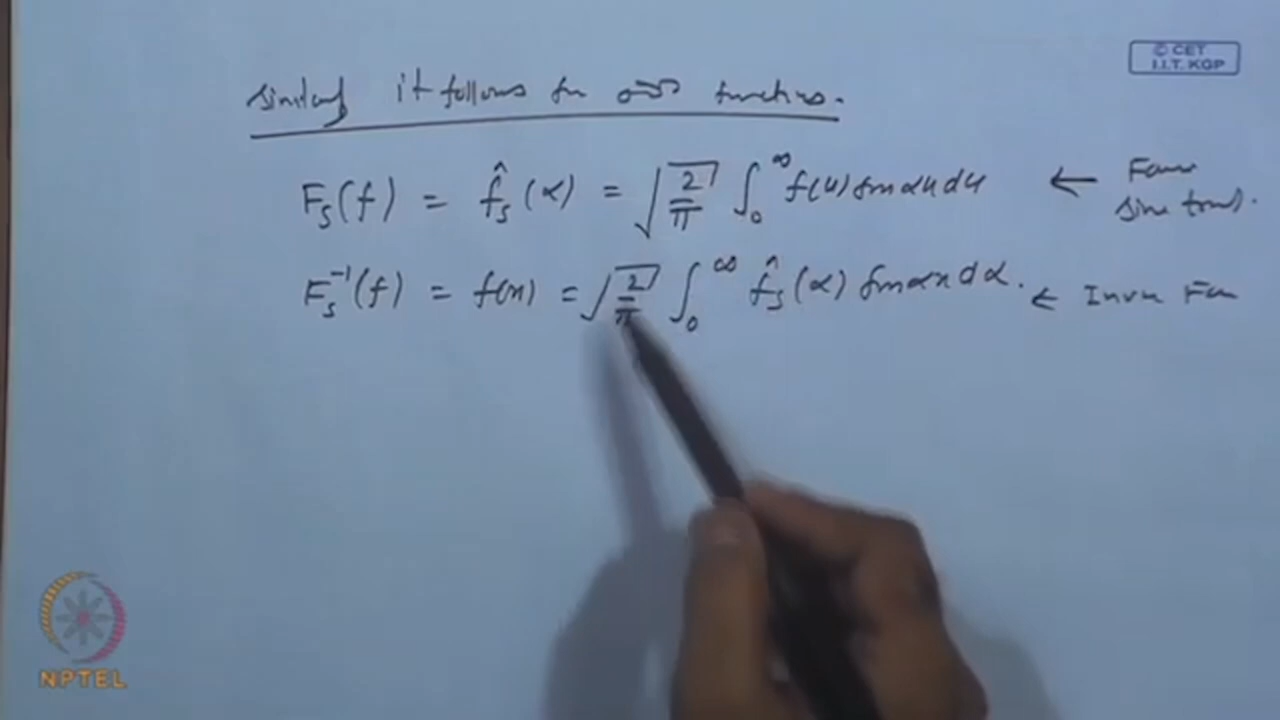 © CET
I.I.T. KGP
similarly it follows for odd functions.
F_s(f) = f̂_s(α) = √(2/π) ∫_0^∞ f(u) sin αu du ← Fourier
sine transf.
F_s^{-1}(f) = f(x) = √(2/π) ∫_0^∞ f̂_s(α) sin αx dα. ← Inver Fou
NPTEL